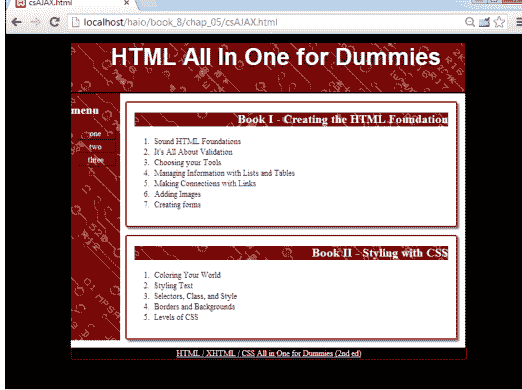 csAJAX.html
localhost/haio/book_8/chap_05/csAJAX.html
HTML All In One for Dummies
menu
one
two
three
Book I - Creating the HTML Foundation
1. Sound HTML Foundations
2. It's All About Validation
3. Choosing your Tools
4. Managing Information with Lists and Tables
5. Making Connections with Links
6. Adding Images
7. Creating forms
Book II - Styling with CSS
1. Coloring Your World
2. Styling Text
3. Selectors, Class, and Style
4. Borders and Backgrounds
5. Levels of CSS
HTML / XHTML / CSS All in One for Dummies (2nd ed)